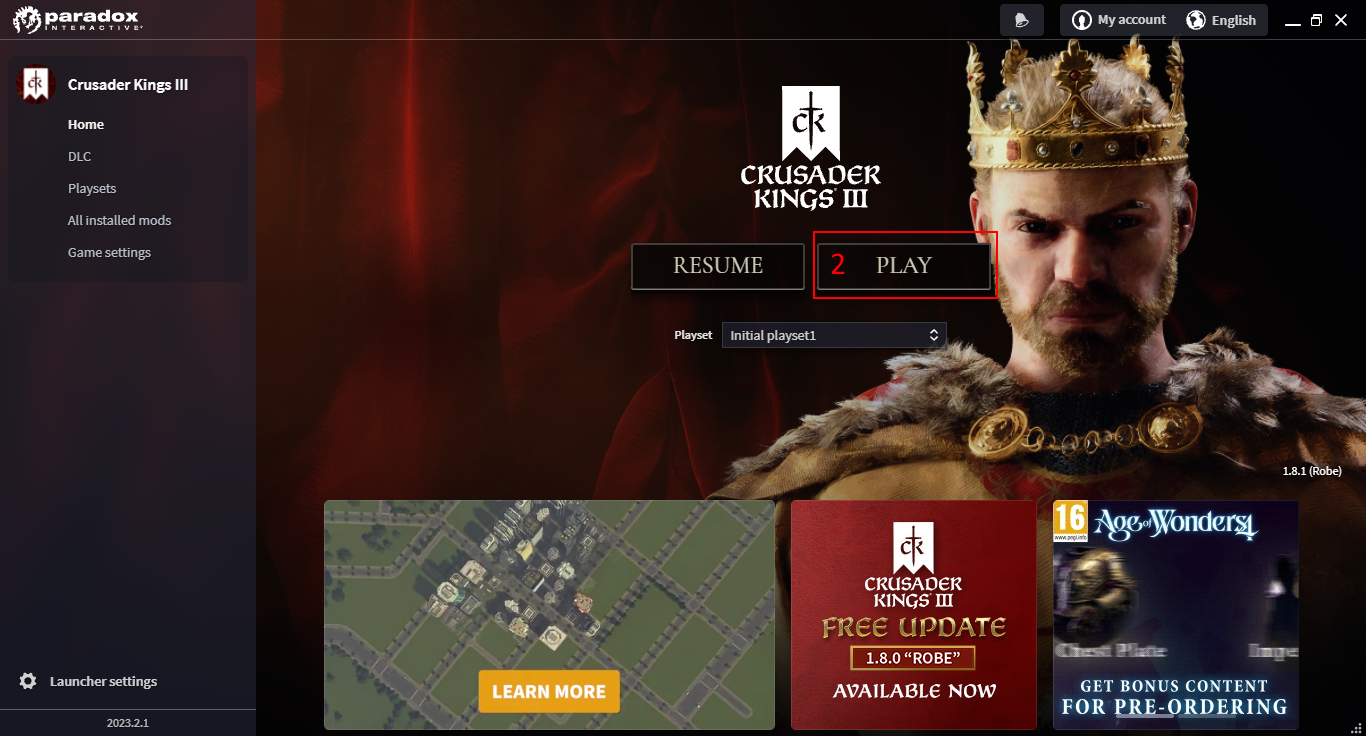 paradox
INTERACTIVE
My account
English
Crusader Kings III
Home
DLC
Playsets
All installed mods
Game settings
Launcher settings
2023.2.1
CK
CRUSADER
KINGS III
RESUME
2 PLAY
Playset
Initial playset1
1.8.1 (Robe)
LEARN MORE
CK
CRUSADER
KINGS III
FREE UPDATE
1.8.0 “ROBE”
AVAILABLE NOW
16
www.pegi.info
Age of Wonders 4
Chest Plate
Impe
GET BONUS CONTENT
FOR PRE-ORDERING